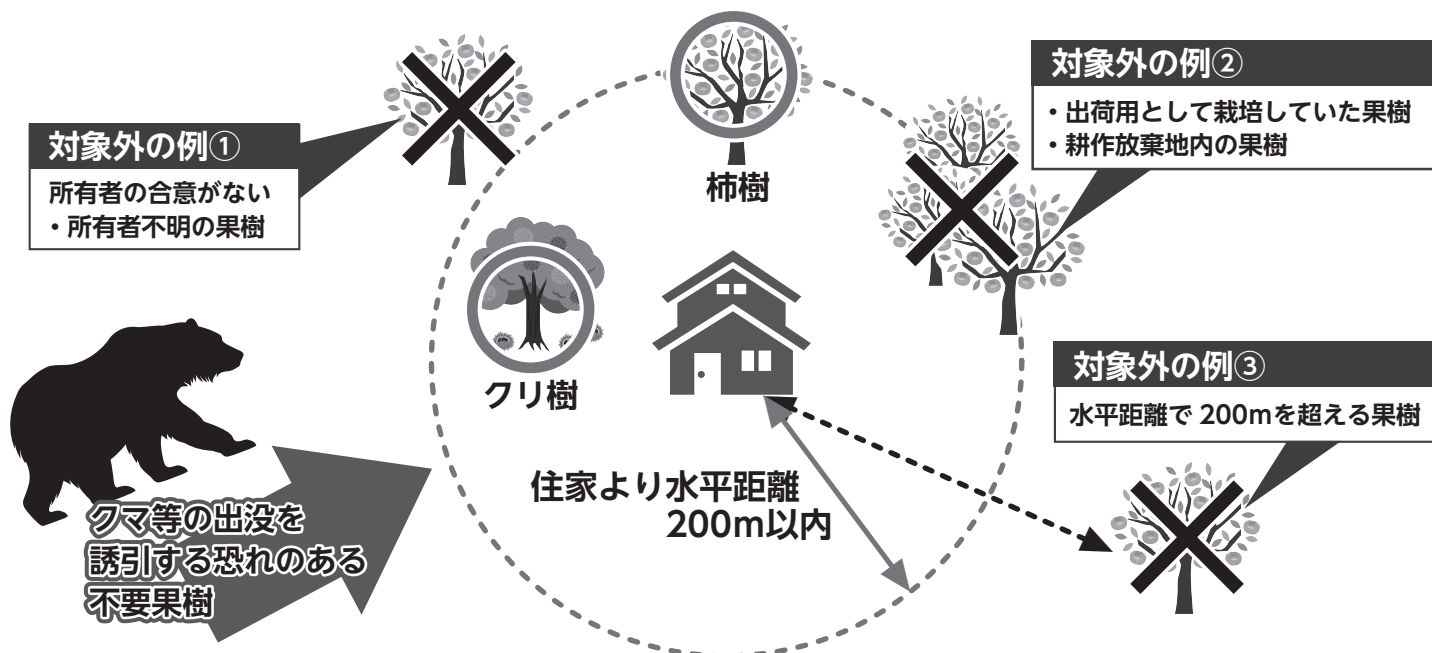 対象外の例①
所有者の合意がない
・所有者不明の果樹
柿樹
対象外の例②
・出荷用として栽培していた果樹
・耕作放棄地内の果樹
クリ樹
対象外の例③
水平距離で 200mを超える果樹
住家より水平距離
200m以内
クマ等の出没を
誘引する恐れのある
不要果樹